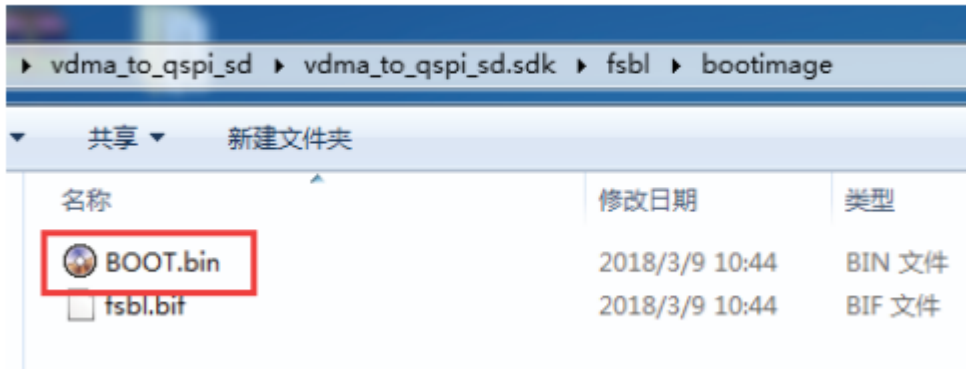 vdma_to_qspi_sd ▸ vdma_to_qspi_sd.sdk ▸ fsbl ▸ bootimage
共享 新建文件夹
名称 修改日期 类型
BOOT.bin 2018/3/9 10:44 BIN 文件
fsbl.bif 2018/3/9 10:44 BIF 文件